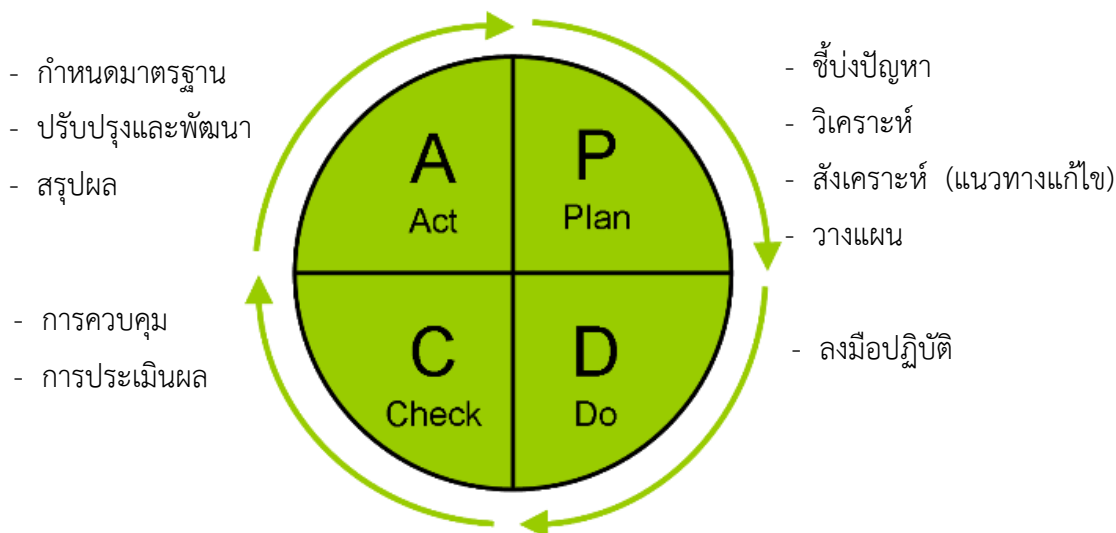 - กำหนดมาตรฐาน
- ปรับปรุงและพัฒนา
- สรุปผล
A
Act
P
Plan
- ชี้บ่งปัญหา
- วิเคราะห์
- สังเคราะห์ (แนวทางแก้ไข)
- วางแผน
- การควบคุม
- การประเมินผล
C
Check
D
Do
- ลงมือปฏิบัติ